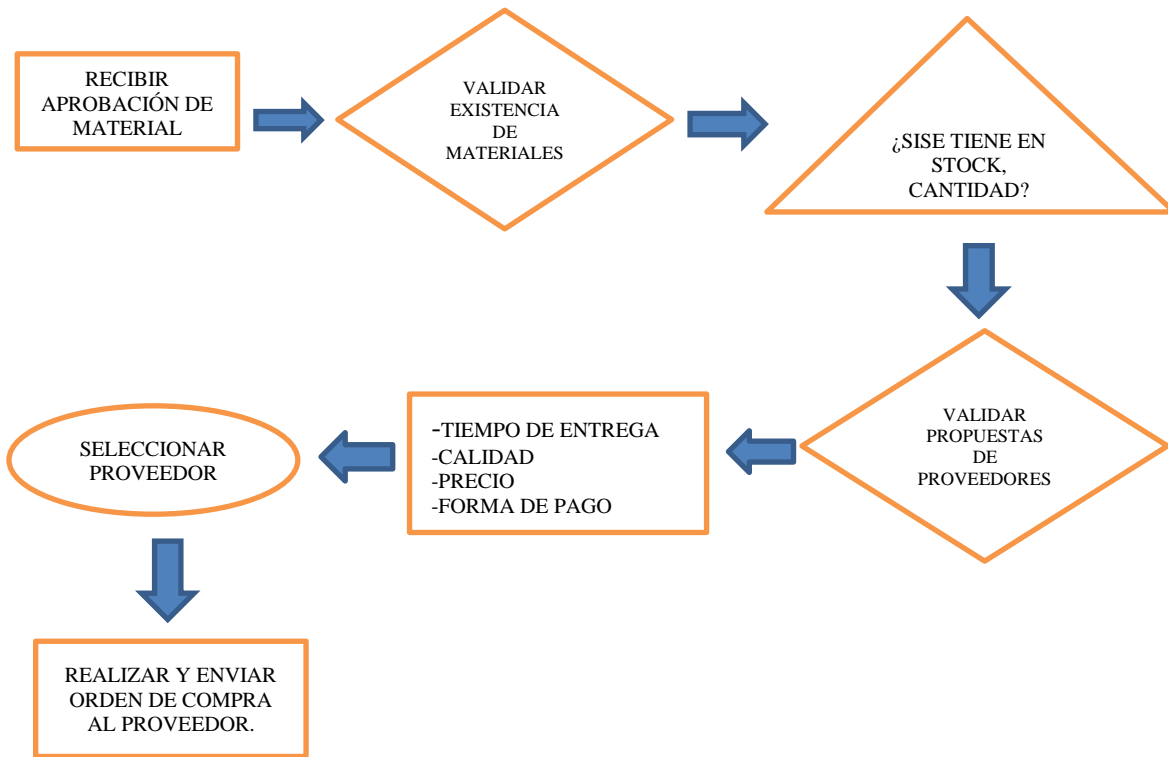 RECIBIR
APROBACIÓN DE
MATERIAL
VALIDAR
EXISTENCIA
DE
MATERIALES
¿SISE TIENE EN
STOCK,
CANTIDAD?
VALIDAR
PROPUESTAS
DE
PROVEEDORES
-TIEMPO DE ENTREGA
-CALIDAD
-PRECIO
-FORMA DE PAGO
SELECCIONAR
PROVEEDOR
REALIZAR Y ENVIAR
ORDEN DE COMPRA
AL PROVEEDOR.